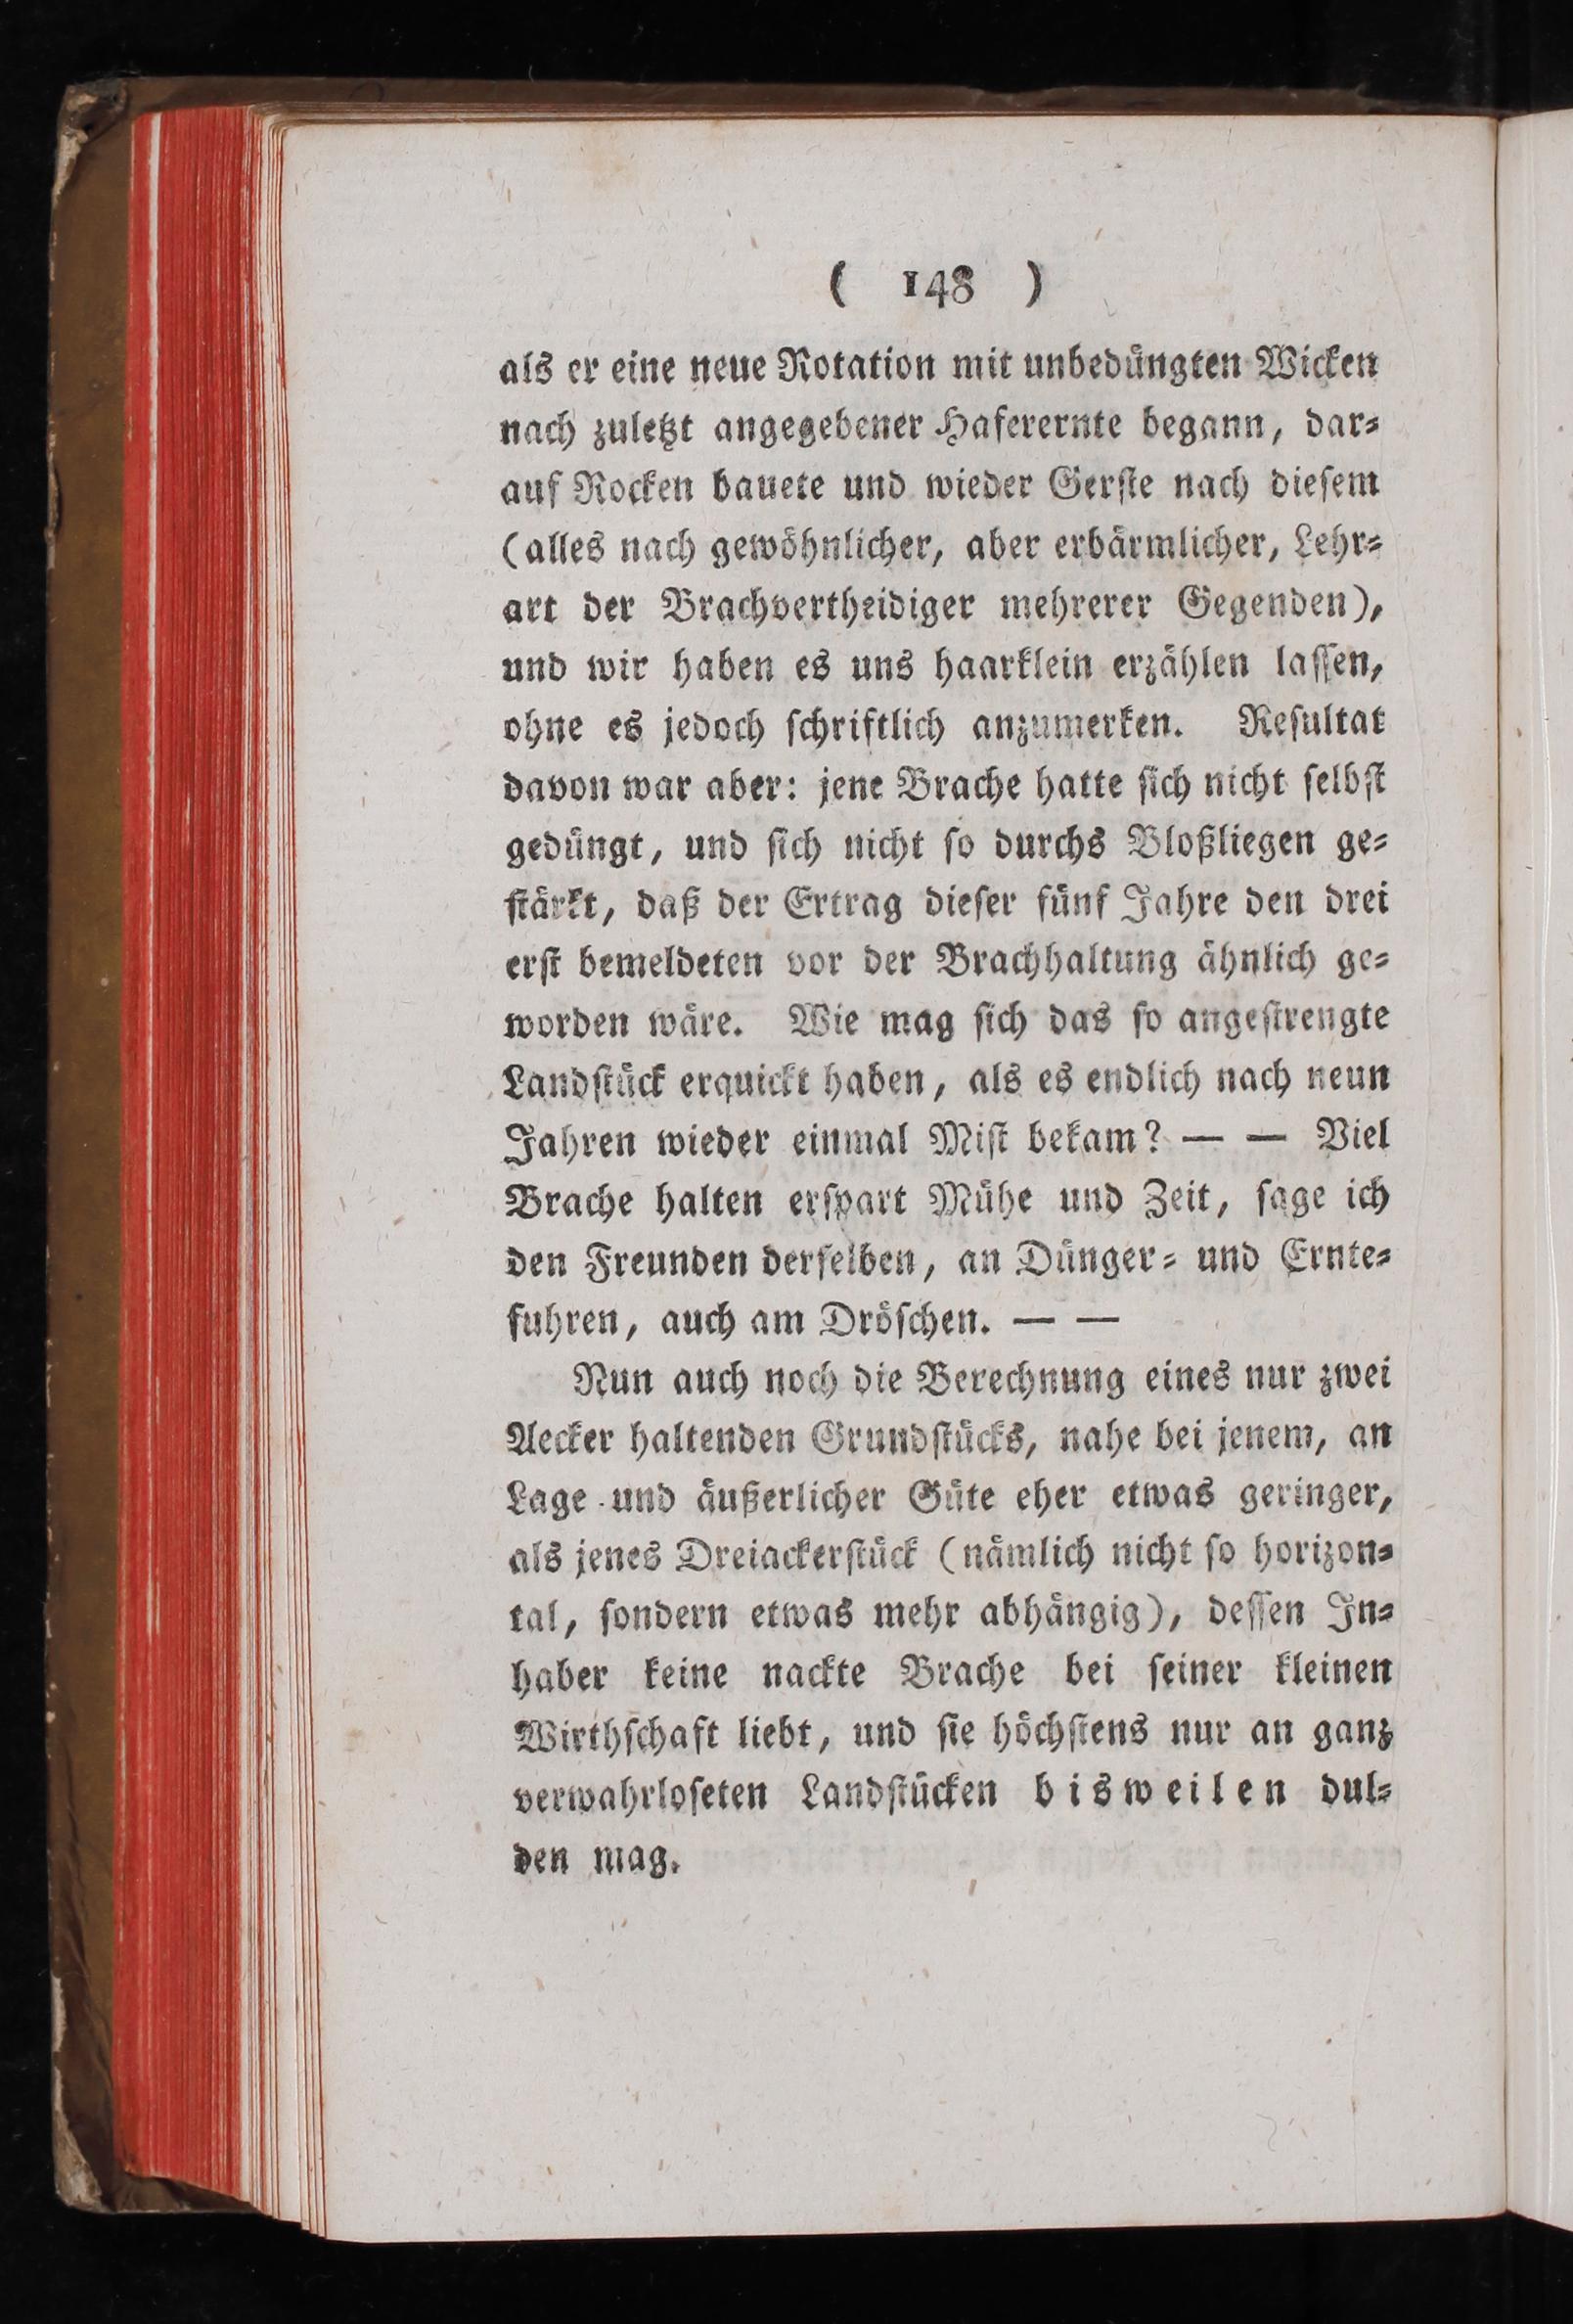 ( 148 )
als er eine neue Rotation mit unbedüngten Wicken
nach zuletzt angegebener Haferernte begann, dar⸗
auf Rocken bauete und wieder Gerſte nach dieſem
(alles nach gewöhnlicher, aber erbärmlicher, Lehr⸗
art der Brachvertheidiger mehrerer Gegenden),
und wir haben es uns haarklein erzählen laſſen,
ohne es jedoch ſchriftlich anzumerken. Reſultat
davon war aber: jene Brache hatte ſich nicht ſelbſt
gedüngt, und ſich nicht ſo durchs Bloßliegen ge⸗
ſtärkt, daß der Ertrag dieſer fünf Jahre den drei
erſt bemeldeten vor der Brachhaltung ähnlich ge⸗
worden wäre. Wie mag ſich das ſo angeſtrengte
Landſtück erquickt haben, als es endlich nach neun
Jahren wieder einmal Miſt bekam? — — Viel
Brache halten erſpart Mühe und Zeit, ſage ich
den Freunden derſelben, an Dünger⸗ und Ernte⸗
fuhren, auch am Dröſchen. — —
Nun auch noch die Berechnung eines nur zwei
Aecker haltenden Grundſtücks, nahe bei jenem, an
Lage und äußerlicher Güte eher etwas geringer,
als jenes Dreiackerſtück (nämlich nicht ſo horizon⸗
tal, ſondern etwas mehr abhängig), deſſen In⸗
haber keine nackte Brache bei ſeiner kleinen
Wirthſchaft liebt, und ſie höchſtens nur an ganz
verwahrloſeten Landſtücken bisweilen dul⸗
den mag.